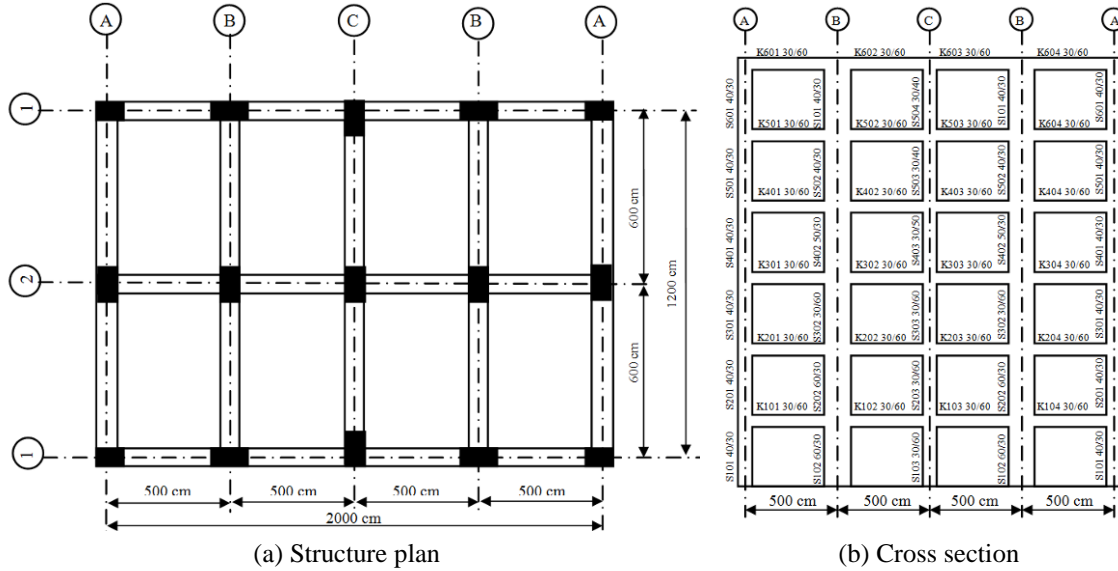 A B C B A
1
2
1
600 cm
600 cm
1200 cm
500 cm 500 cm 500 cm 500 cm
2000 cm
(a) Structure plan
A B C B A
K601 30/60 K602 30/60 K603 30/60 K604 30/60
S601 40/30 S101 40/30 S504 30/40 S101 40/30 S601 40/30
K501 30/60 K502 30/60 K503 30/60 K604 30/60
S501 40/30 S502 40/30 S503 30/40 S502 40/30 S501 40/30
K401 30/60 K402 30/60 K403 30/60 K404 30/60
S401 40/30 S402 50/30 S403 30/50 S402 50/30 S401 40/30
K301 30/60 K302 30/60 K303 30/60 K304 30/60
S301 40/30 S302 30/60 S303 30/60 S302 30/60 S301 40/30
K201 30/60 K202 30/60 K203 30/60 K204 30/60
S201 40/30 S202 60/30 S203 30/60 S202 60/30 S201 40/30
K101 30/60 K102 30/60 K103 30/60 K104 30/60
S101 40/30 S102 60/30 S103 30/60 S102 60/30 S101 40/30
500 cm 500 cm 500 cm 500 cm
(b) Cross section